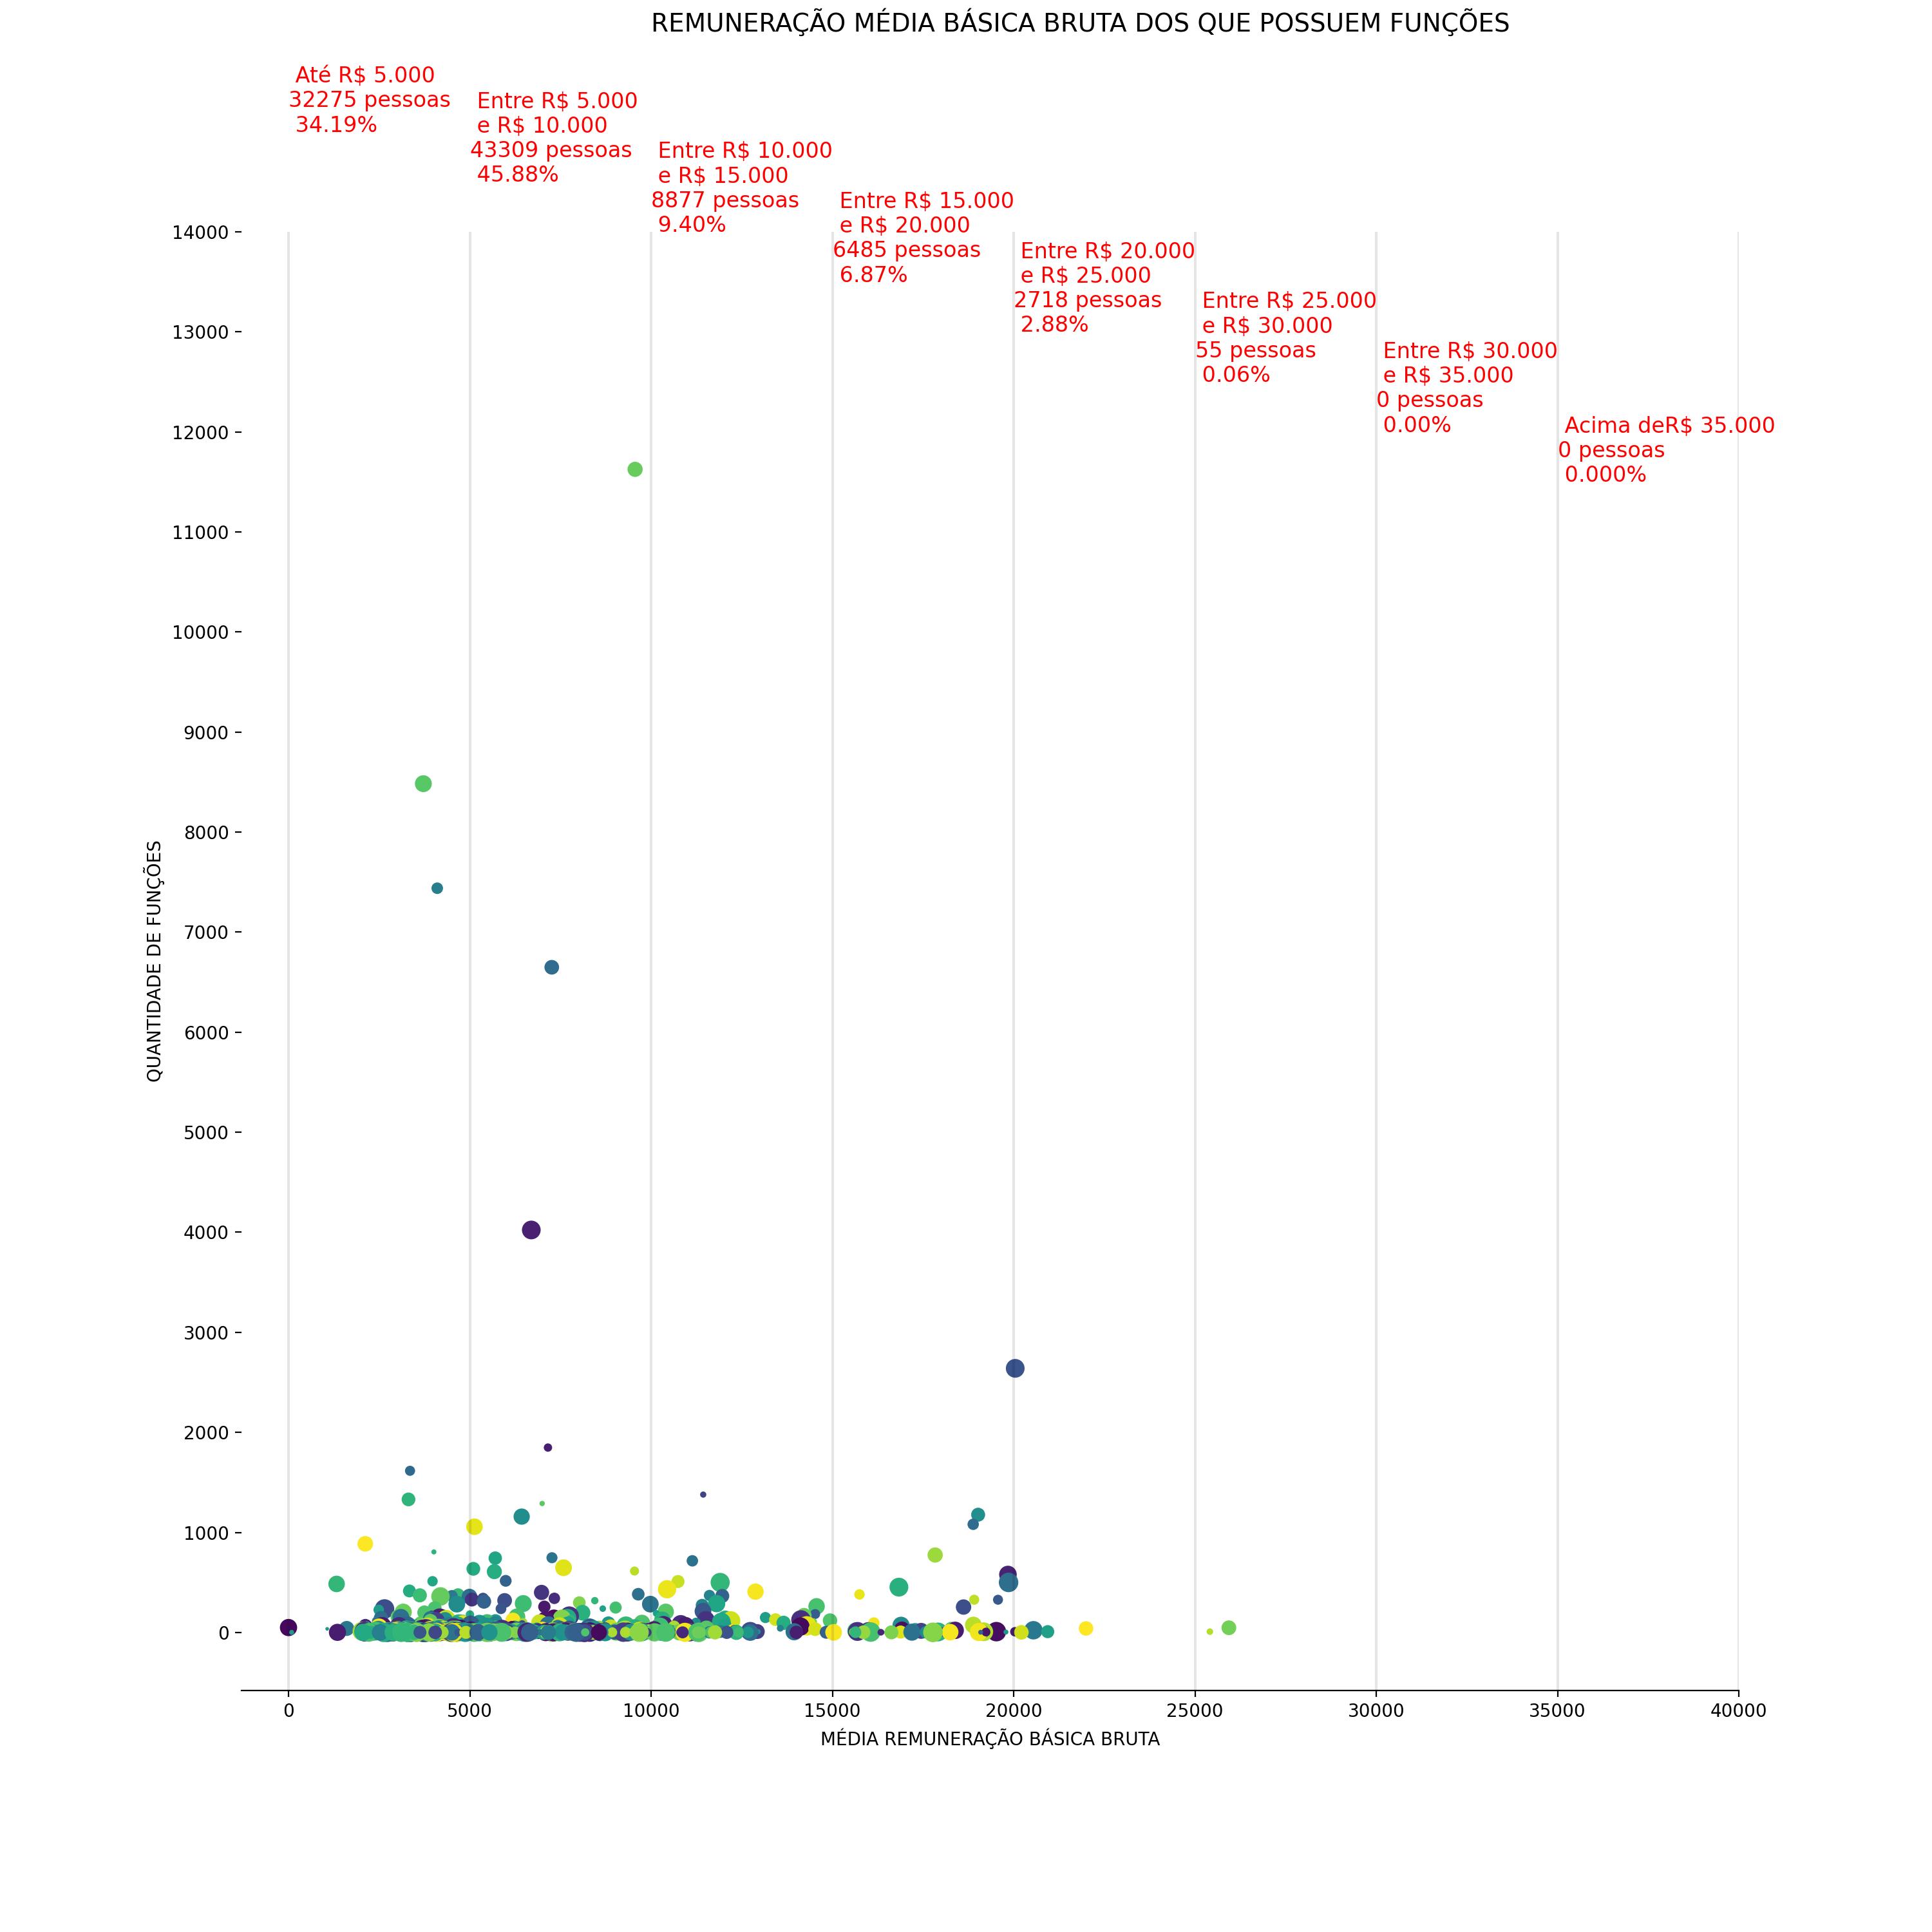 REMUNERAÇÃO MÉDIA BÁSICA BRUTA DOS QUE POSSUEM FUNÇÕES
Até R$ 5.000
32275 pessoas
34.19%
Entre R$ 5.000
e R$ 10.000
43309 pessoas
45.88%
Entre R$ 10.000
e R$ 15.000
8877 pessoas
9.40%
Entre R$ 15.000
e R$ 20.000
6485 pessoas
6.87%
Entre R$ 20.000
e R$ 25.000
2718 pessoas
2.88%
Entre R$ 25.000
e R$ 30.000
55 pessoas
0.06%
Entre R$ 30.000
e R$ 35.000
0 pessoas
0.00%
Acima deR$ 35.000
0 pessoas
0.000%
QUANTIDADE DE FUNÇÕES
14000
13000
12000
11000
10000
9000
8000
7000
6000
5000
4000
3000
2000
1000
0
0 5000 10000 15000 20000 25000 30000 35000 40000
MÉDIA REMUNERAÇÃO BÁSICA BRUTA